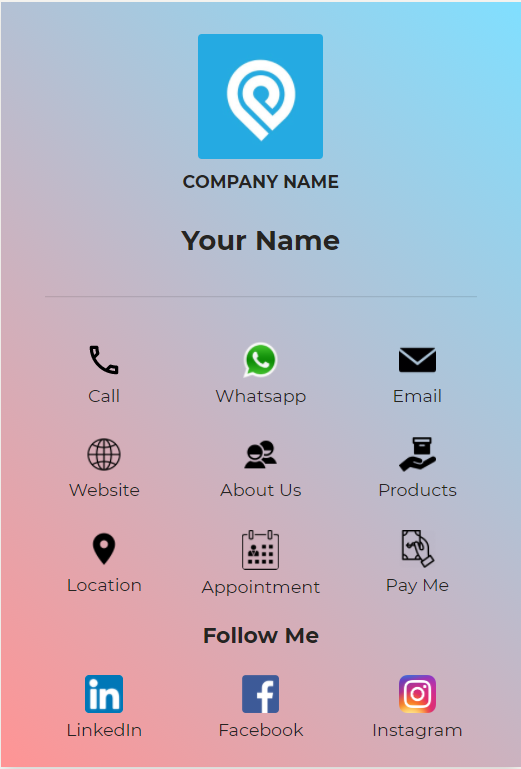 COMPANY NAME
Your Name
Call Whatsapp Email
Website About Us Products
Location Appointment Pay Me
Follow Me
LinkedIn Facebook Instagram